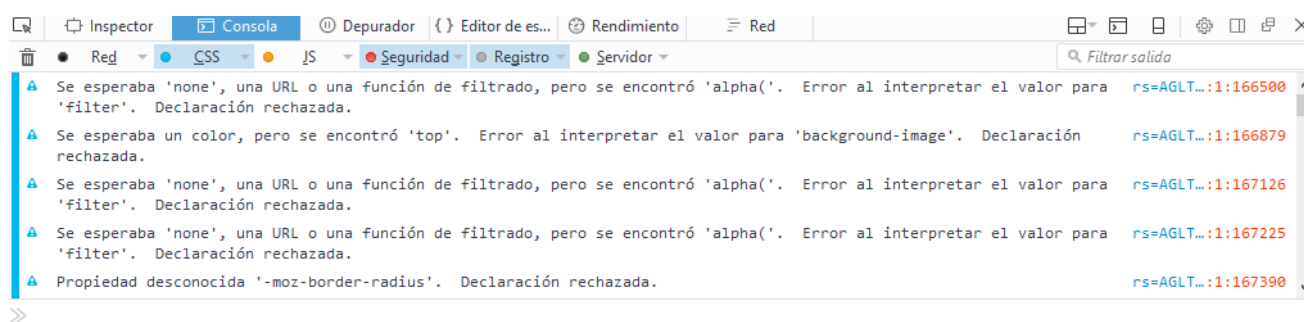 Inspector Consola Depurador { } Editor de es... Rendimiento Red
Red CSS JS Seguridad Registro Servidor Filtrar salida
Se esperaba 'none', una URL o una función de filtrado, pero se encontró 'alpha('. Error al interpretar el valor para rs=AGLT…:1:166500
'filter'. Declaración rechazada.
Se esperaba un color, pero se encontró 'top'. Error al interpretar el valor para 'background-image'. Declaración rs=AGLT…:1:166879
rechazada.
Se esperaba 'none', una URL o una función de filtrado, pero se encontró 'alpha('. Error al interpretar el valor para rs=AGLT…:1:167126
'filter'. Declaración rechazada.
Se esperaba 'none', una URL o una función de filtrado, pero se encontró 'alpha('. Error al interpretar el valor para rs=AGLT…:1:167225
'filter'. Declaración rechazada.
Propiedad desconocida '-moz-border-radius'. Declaración rechazada. rs=AGLT…:1:167390